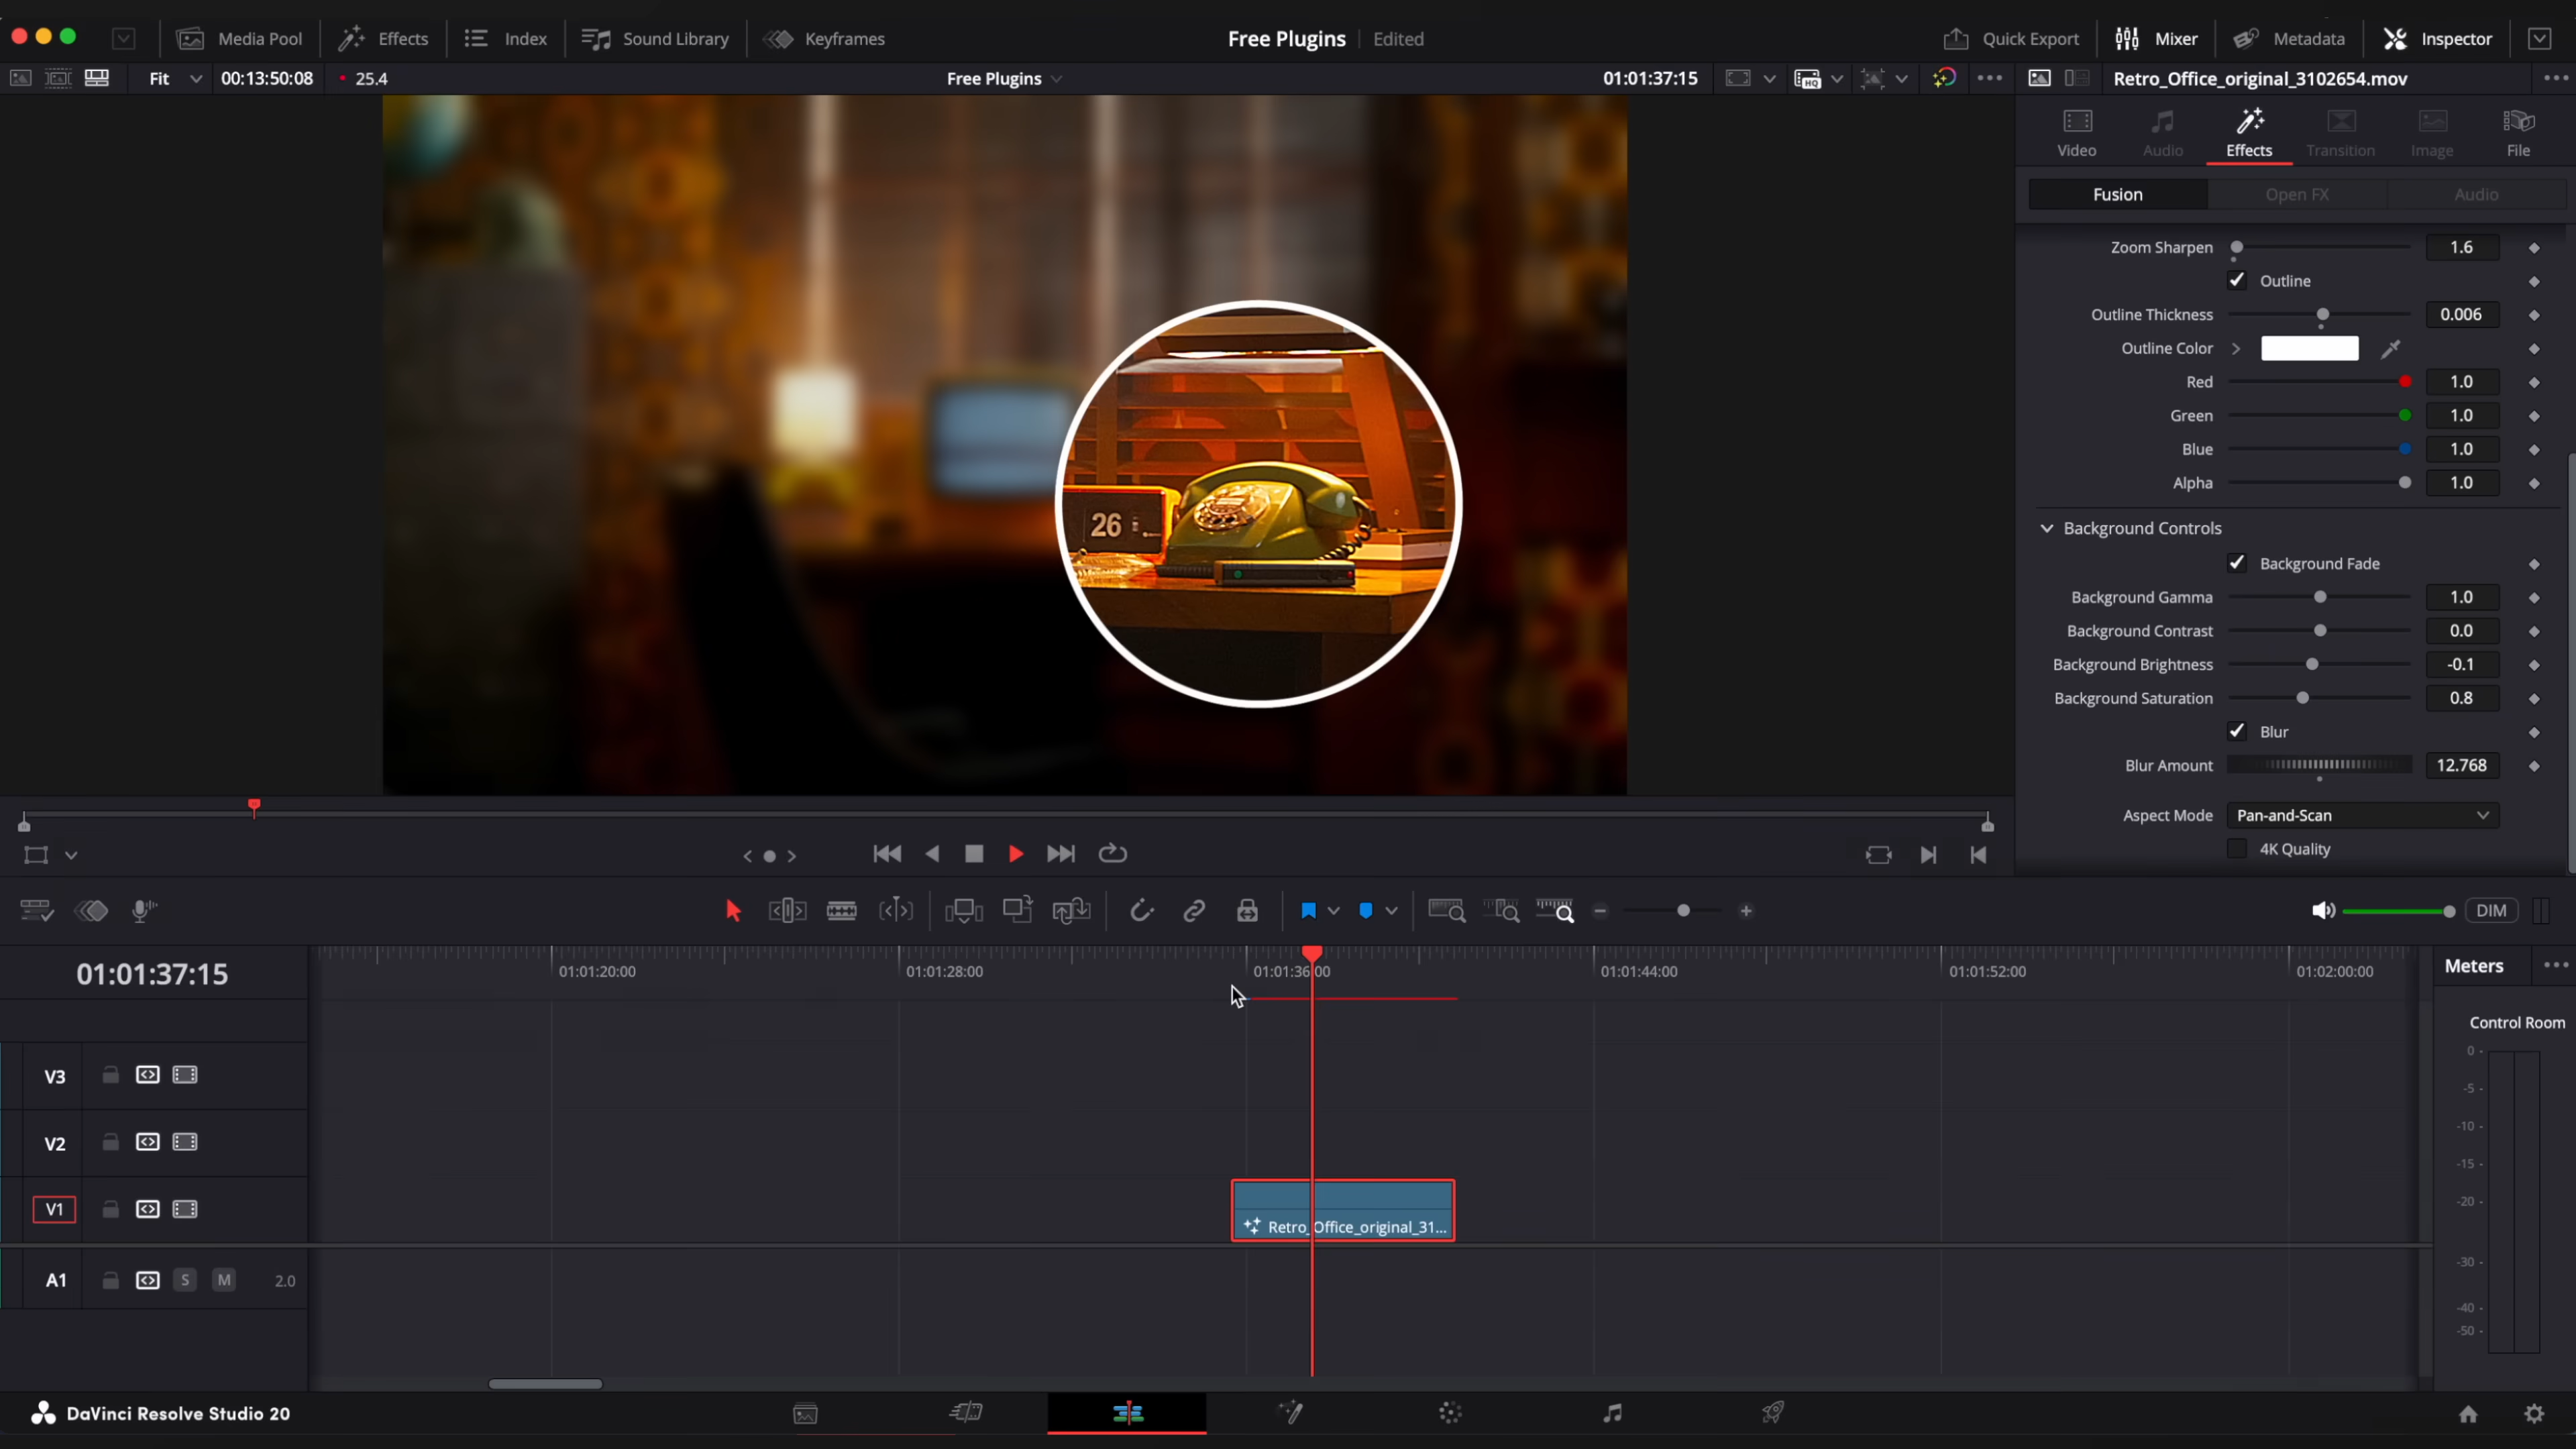 Media Pool Effects Index Sound Library Keyframes Free Plugins Edited Quick Export Mixer Metadata Inspector
Fit 00:13:50:08 25.4 Free Plugins 01:01:37:15 HQ Retro_Office_original_3102654.mov
Video Audio Effects Transition Image File
Fusion Open FX Audio
Zoom Sharpen 1.6
Outline
Outline Thickness 0.006
Outline Color
Red 1.0
Green 1.0
Blue 1.0
Alpha 1.0
26
Background Controls
Background Fade
Background Gamma 1.0
Background Contrast 0.0
Background Brightness -0.1
Background Saturation 0.8
Blur
Blur Amount 12.768
Aspect Mode Pan-and-Scan
4K Quality
DIM
01:01:37:15 01:01:20:00 01:01:28:00 01:01:36:00 01:01:44:00 01:01:52:00 01:02:00:00 Meters
Control Room
0
-5
-10
-15
-20
-30
-40
-50
V3
V2
V1 Retro_Office_original_31...
A1 S M 2.0
DaVinci Resolve Studio 20